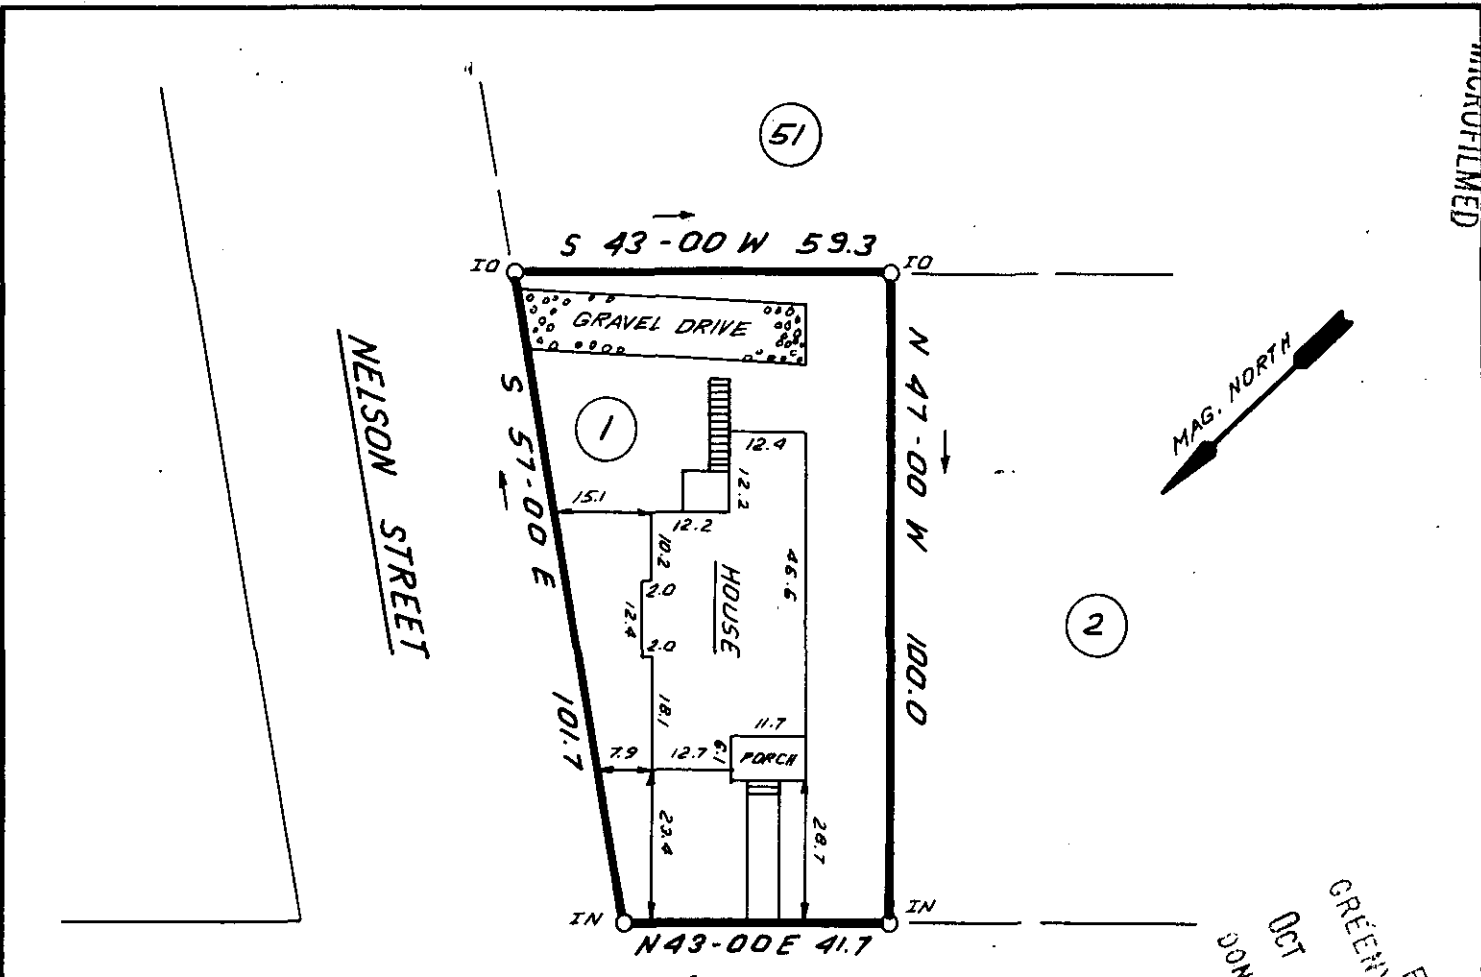 MICROFILMED
51
S 43-00 W 59.3
IO
IO
GRAVEL DRIVE
MAG. NORTH
NELSON STREET
S 57-00 E 101.7
N 47-00 W 100.0
1
12.4
12.2
15.1
12.2
10.2
46.6
HOUSE
2.0
12.4
2.0
2
18.1
11.7
7.9
12.7
6.1
PORCH
23.4
28.7
IN
IN
N43-00E 41.7
OCT